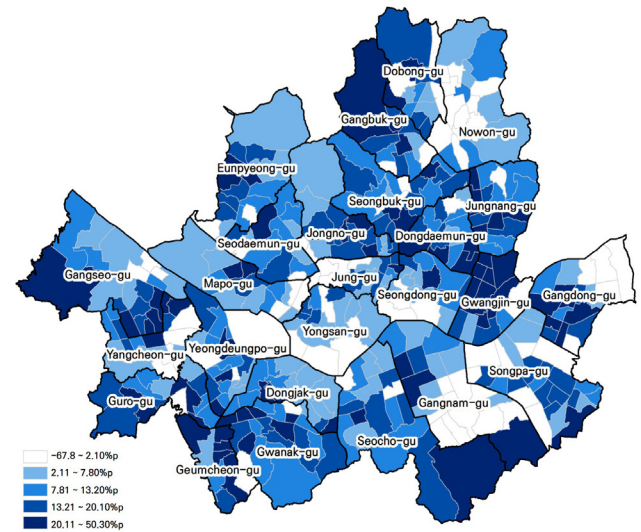 Dobong-gu
Gangbuk-gu
Nowon-gu
Eunpyeong-gu
Seongbuk-gu
Jungnang-gu
Jongno-gu
Dongdaemun-gu
Seodaemun-gu
Gangseo-gu
Mapo-gu
Jung-gu
Seongdong-gu
Gwangjin-gu
Gangdong-gu
Yongsan-gu
Yangcheon-gu
Yeongdeungpo-gu
Songpa-gu
Guro-gu
Dongjak-gu
Gangnam-gu
Seocho-gu
Gwanak-gu
Geumcheon-gu
-67.8 ~ 2.10%p
2,11 ~ 7.80%p
7.81 ~ 13.20%p
13.21 ~ 20.10%p
20,11 ~ 50.30%p